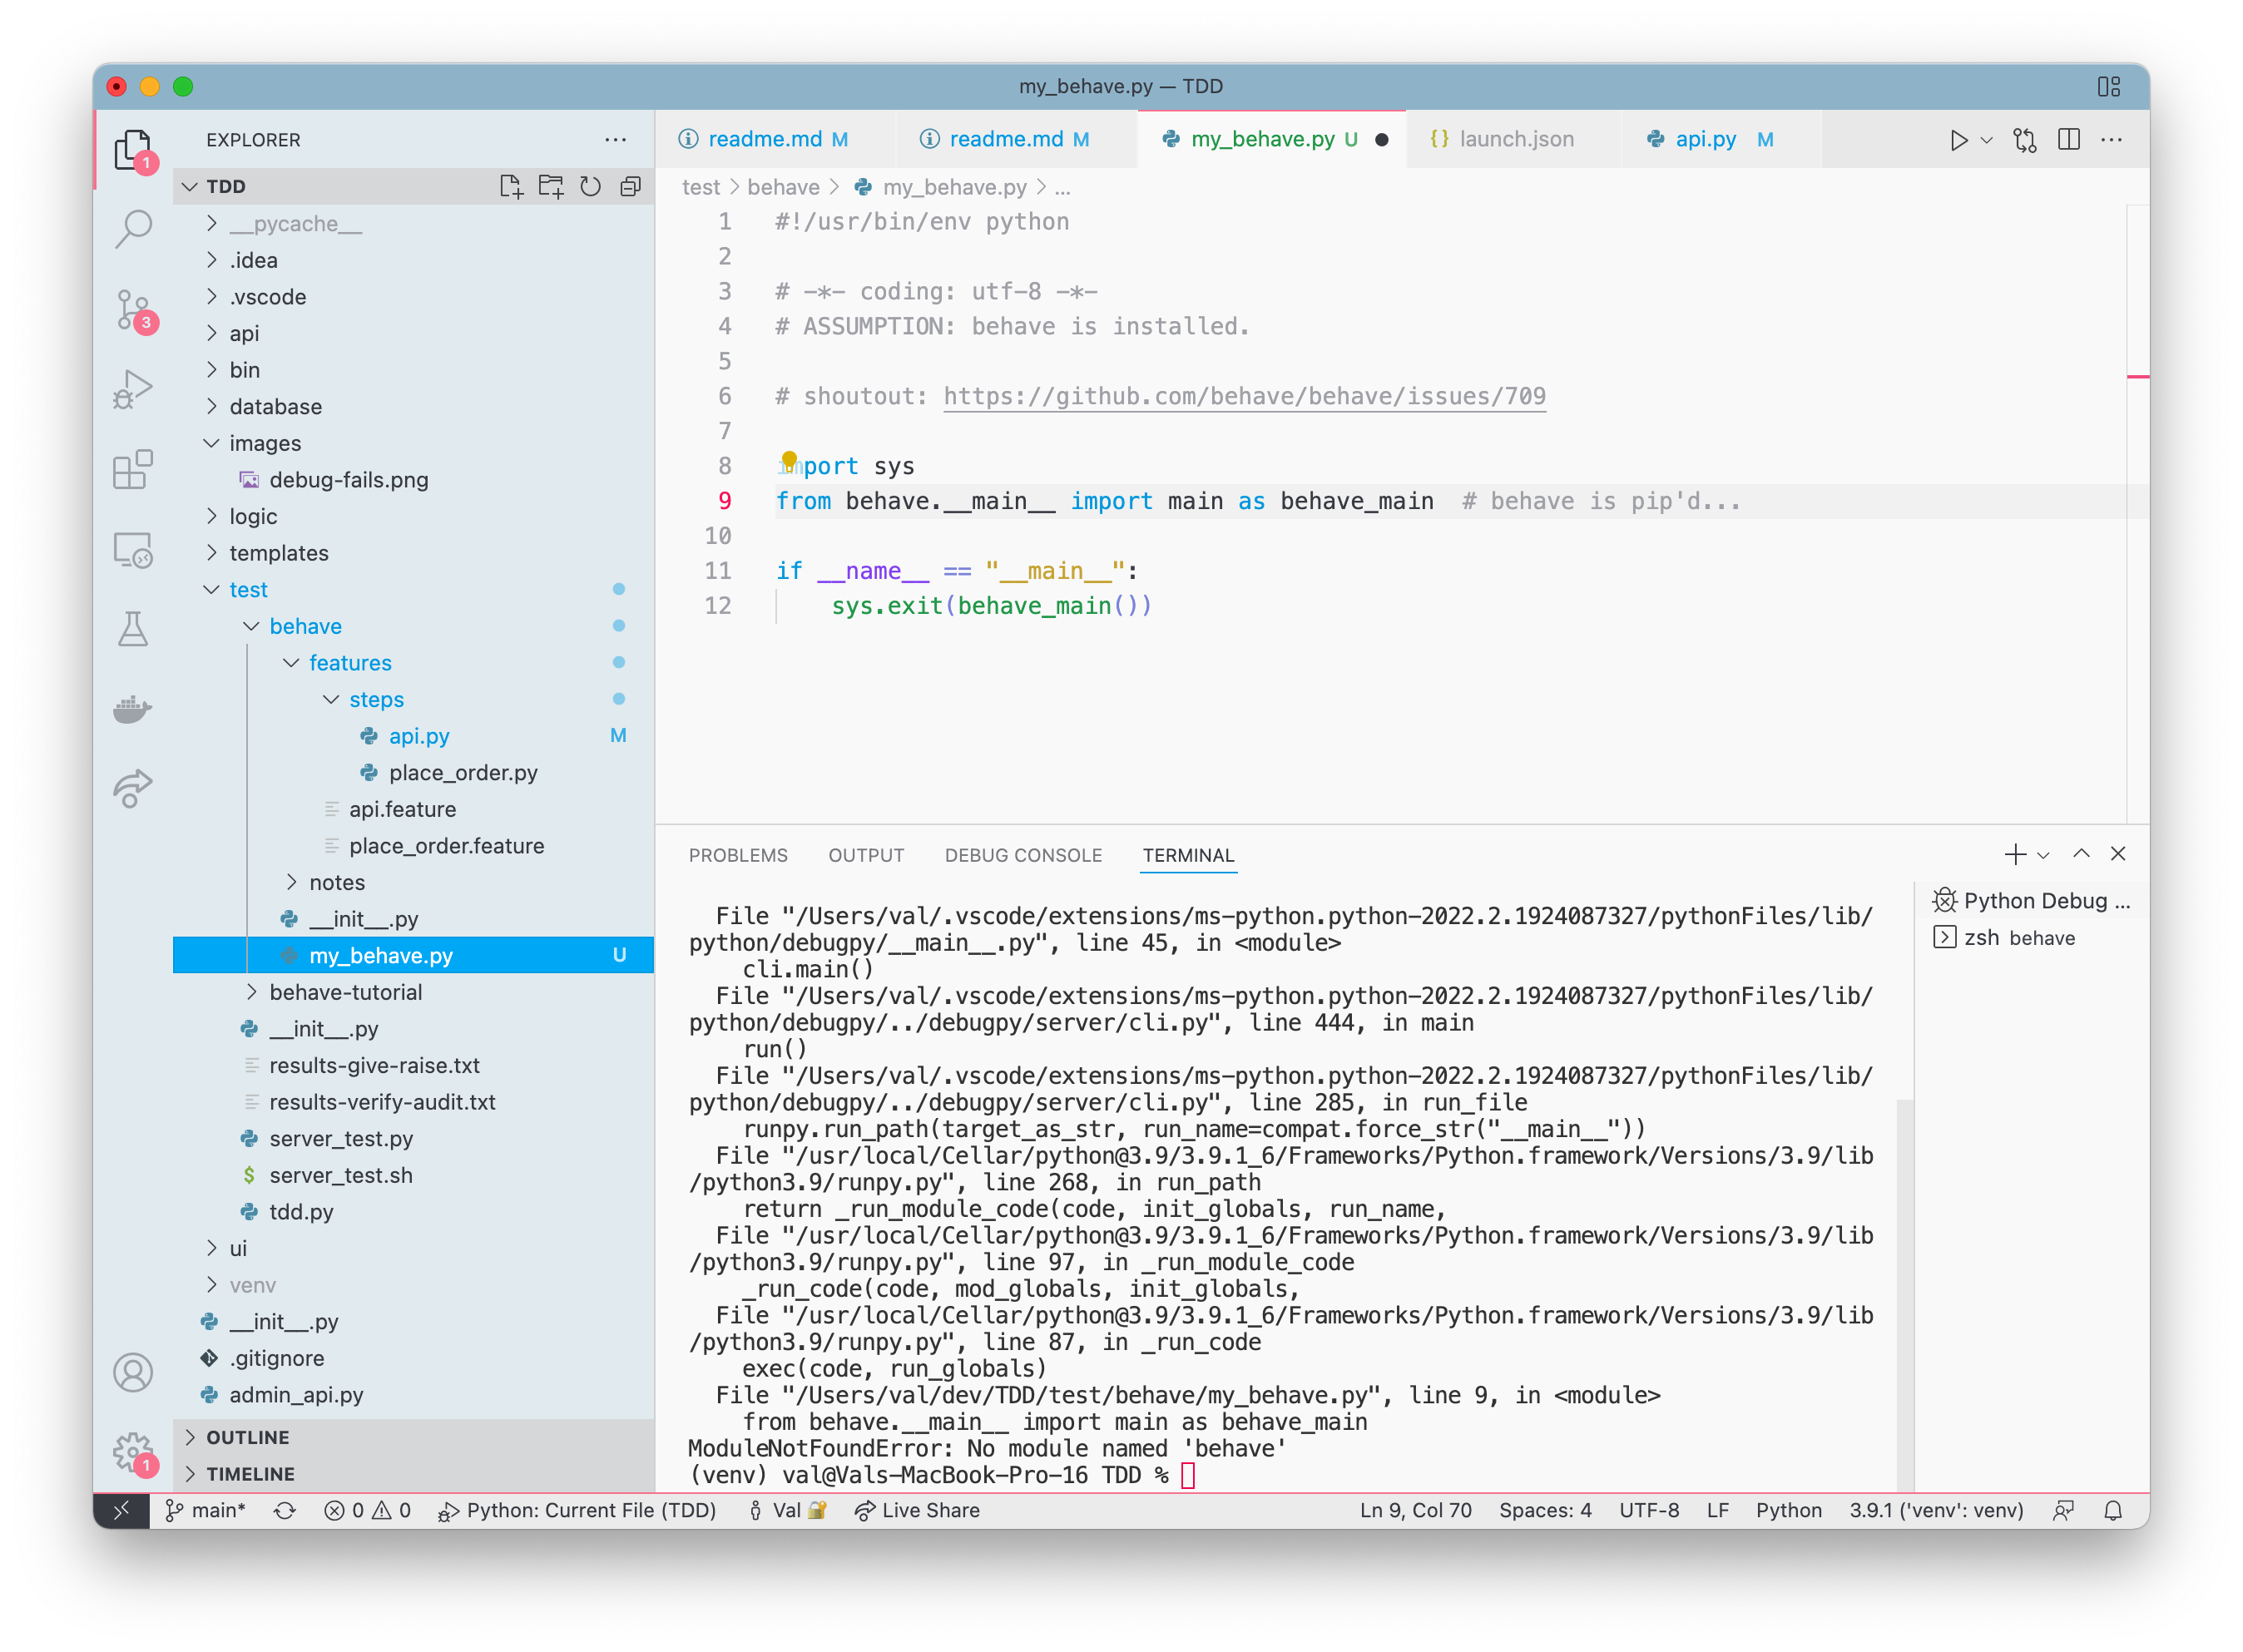 my_behave.py — TDD
EXPLORER
readme.md M
readme.md M
my_behave.py U
launch.json
api.py M
1
3
TDD
__pycache__
.idea
.vscode
api
bin
database
images
debug-fails.png
logic
templates
test
behave
features
steps
api.py M
place_order.py
api.feature
place_order.feature
notes
__init__.py
my_behave.py U
behave-tutorial
__init__.py
results-give-raise.txt
results-verify-audit.txt
server_test.py
$ server_test.sh
tdd.py
ui
venv
__init__.py
.gitignore
admin_api.py
OUTLINE
TIMELINE
1
test > behave > my_behave.py > ...
1 #!/usr/bin/env python
2
3 # -*- coding: utf-8 -*-
4 # ASSUMPTION: behave is installed.
5
6 # shoutout: https://github.com/behave/behave/issues/709
7
8 import sys
9 from behave.__main__ import main as behave_main  # behave is pip'd...
10
11 if __name__ == "__main__":
12     sys.exit(behave_main())
PROBLEMS OUTPUT DEBUG CONSOLE TERMINAL
File "/Users/val/.vscode/extensions/ms-python.python-2022.2.1924087327/pythonFiles/lib/
python/debugpy/__main__.py", line 45, in <module>
cli.main()
File "/Users/val/.vscode/extensions/ms-python.python-2022.2.1924087327/pythonFiles/lib/
python/debugpy/../debugpy/server/cli.py", line 444, in main
run()
File "/Users/val/.vscode/extensions/ms-python.python-2022.2.1924087327/pythonFiles/lib/
python/debugpy/../debugpy/server/cli.py", line 285, in run_file
runpy.run_path(target_as_str, run_name=compat.force_str("__main__"))
File "/usr/local/Cellar/python@3.9/3.9.1_6/Frameworks/Python.framework/Versions/3.9/lib
/python3.9/runpy.py", line 268, in run_path
return _run_module_code(code, init_globals, run_name,
File "/usr/local/Cellar/python@3.9/3.9.1_6/Frameworks/Python.framework/Versions/3.9/lib
/python3.9/runpy.py", line 97, in _run_module_code
_run_code(code, mod_globals, init_globals,
File "/usr/local/Cellar/python@3.9/3.9.1_6/Frameworks/Python.framework/Versions/3.9/lib
/python3.9/runpy.py", line 87, in _run_code
exec(code, run_globals)
File "/Users/val/dev/TDD/test/behave/my_behave.py", line 9, in <module>
from behave.__main__ import main as behave_main
ModuleNotFoundError: No module named 'behave'
(venv) val@Vals-MacBook-Pro-16 TDD %
Python Debug ...
zsh behave
main* 0 0 Python: Current File (TDD) Val Live Share Ln 9, Col 70 Spaces: 4 UTF-8 LF Python 3.9.1 ('venv': venv)